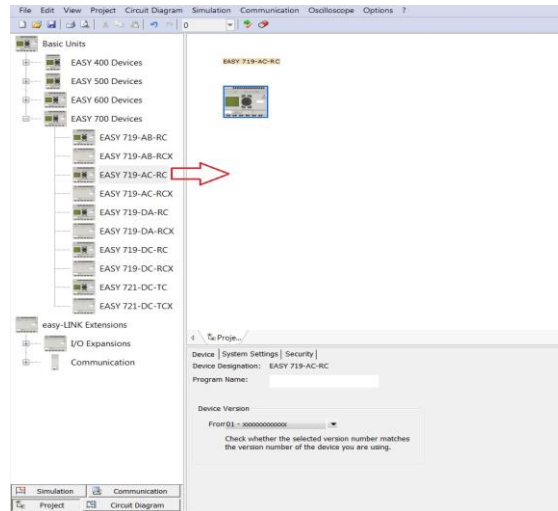 File Edit View Project Circuit Diagram Simulation Communication Oscilloscope Options ?
0
Basic Units
EASY 400 Devices
EASY 500 Devices
EASY 600 Devices
EASY 700 Devices
EASY 719-AB-RC
EASY 719-AB-RCX
EASY 719-AC-RC
EASY 719-AC-RCX
EASY 719-DA-RC
EASY 719-DA-RCX
EASY 719-DC-RC
EASY 719-DC-RCX
EASY 721-DC-TC
EASY 721-DC-TCX
easy-LINK Extensions
I/O Expansions
Communication
Simulation Communication
Project Circuit Diagram
EASY 719-AC-RC
Proje...
Device System Settings Security
Device Designation: EASY 719-AC-RC
Program Name:
Device Version
From 01 - xxxxxxxxxxxx
Check whether the selected version number matches
the version number of the device you are using.